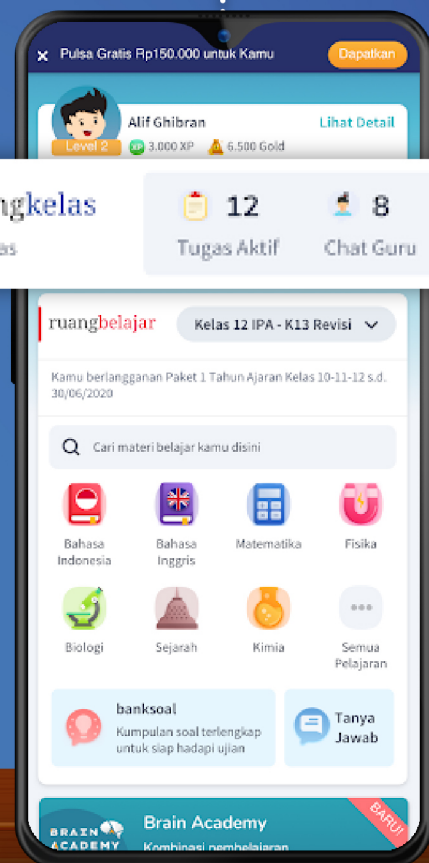 × Pulsa Gratis Rp150.000 untuk Kamu
Dapatkan
Alif Ghibran
Lihat Detail
Level 2
XP 3.000 XP
6.500 Gold
ngkelas
12
8
as
Tugas Aktif
Chat Guru
ruangbelajar
Kelas 12 IPA - K13 Revisi
Kamu berlangganan Paket 1 Tahun Ajaran Kelas 10-11-12 s.d.
30/06/2020
Cari materi belajar kamu disini
Bahasa
Indonesia
Bahasa
Inggris
Matematika
Fisika
Biologi
Sejarah
Kimia
Semua
Pelajaran
banksoal
Kumpulan soal terlengkap
untuk siap hadapi ujian
Tanya
Jawab
BRAIN
ACADEMY
Brain Academy
Kombinasi pembelajaran
BARU!